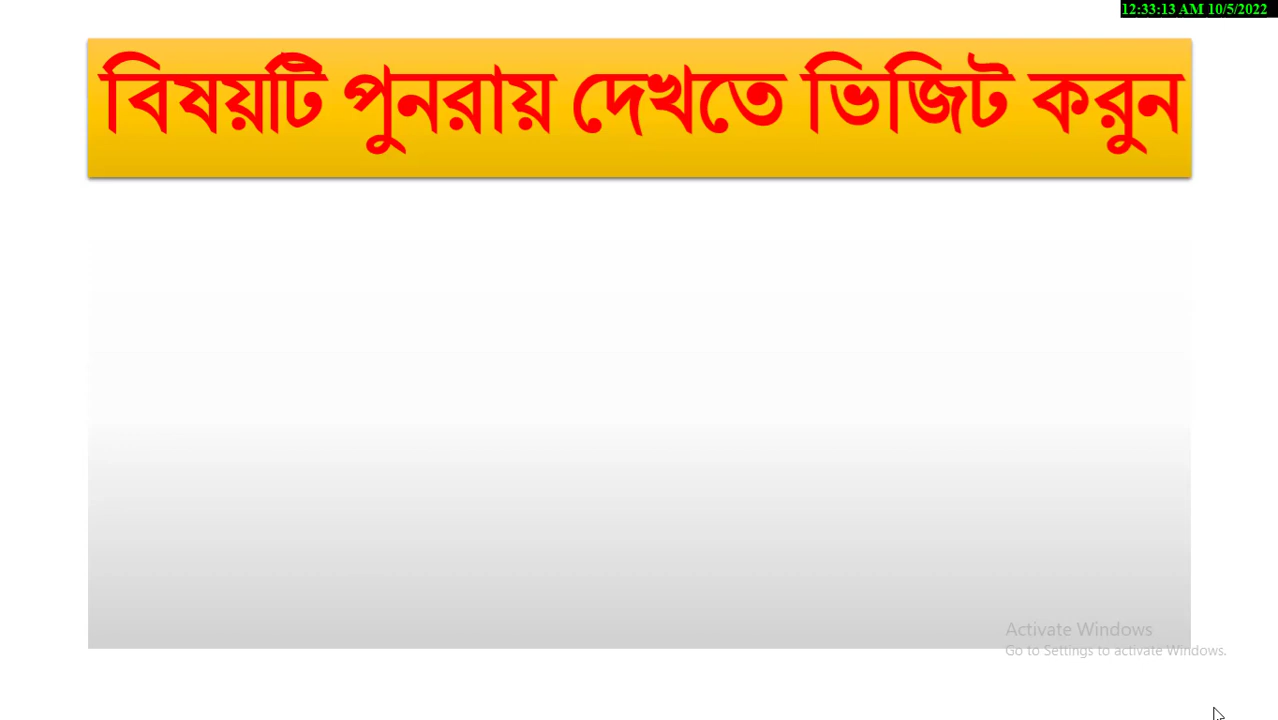 12:33:13 AM 10/5/2022
বিষয়টি পুনরায় দেখতে ভিজিট করুন
Activate Windows
Go to Settings to activate Windows.